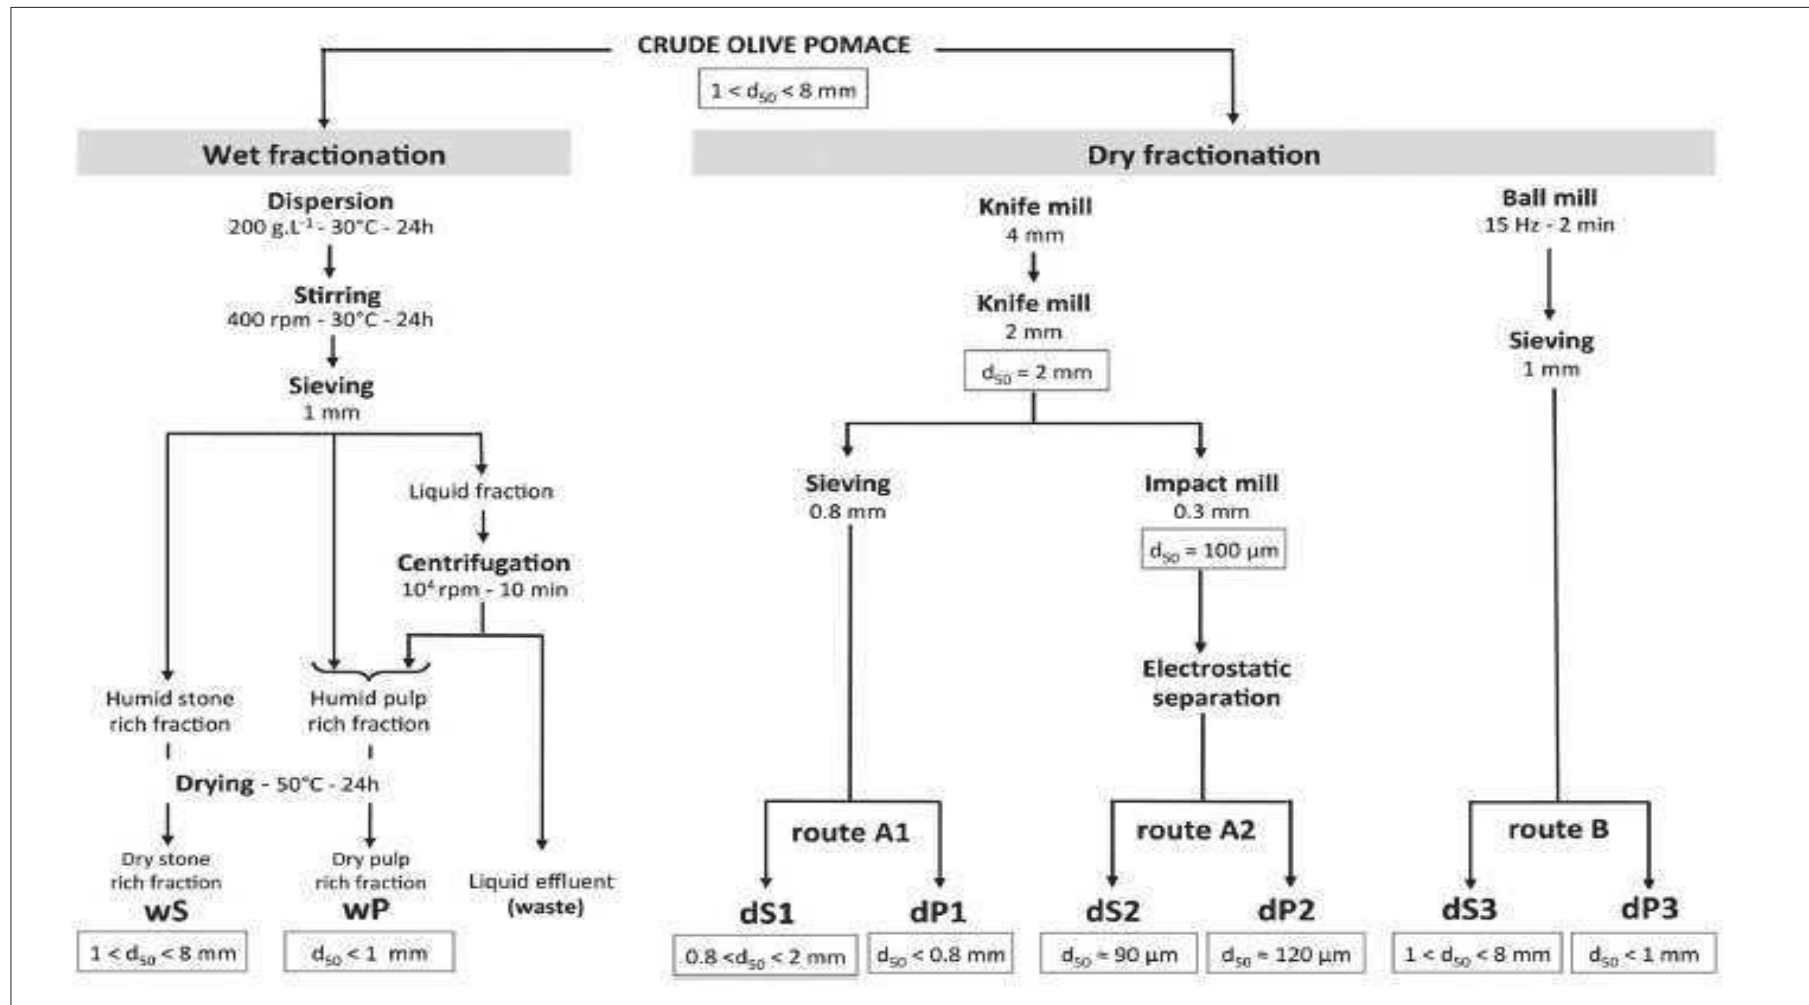 CRUDE OLIVE POMACE
1 < d₅₀ < 8 mm
Wet fractionation
Dispersion
200 g.L⁻¹ - 30°C - 24h
Stirring
400 rpm - 30°C - 24h
Sieving
1 mm
Liquid fraction
Centrifugation
10⁴ rpm - 10 min
Humid stone
rich fraction
Humid pulp
rich fraction
Drying - 50°C - 24h
Dry stone
rich fraction
wS
1 < d₅₀ < 8 mm
Dry pulp
rich fraction
wP
d₅₀ < 1 mm
Liquid effluent
(waste)
Dry fractionation
Knife mill
4 mm
Knife mill
2 mm
d₅₀ = 2 mm
Sieving
0.8 mm
route A1
dS1
0.8 <d₅₀ < 2 mm
dP1
d₅₀ < 0.8 mm
Impact mill
0.3 mm
d₅₀ = 100 µm
Electrostatic
separation
route A2
dS2
d₅₀ = 90 µm
dP2
d₅₀ = 120 µm
Ball mill
15 Hz - 2 min
Sieving
1 mm
route B
dS3
1 < d₅₀ < 8 mm
dP3
d₅₀ < 1 mm